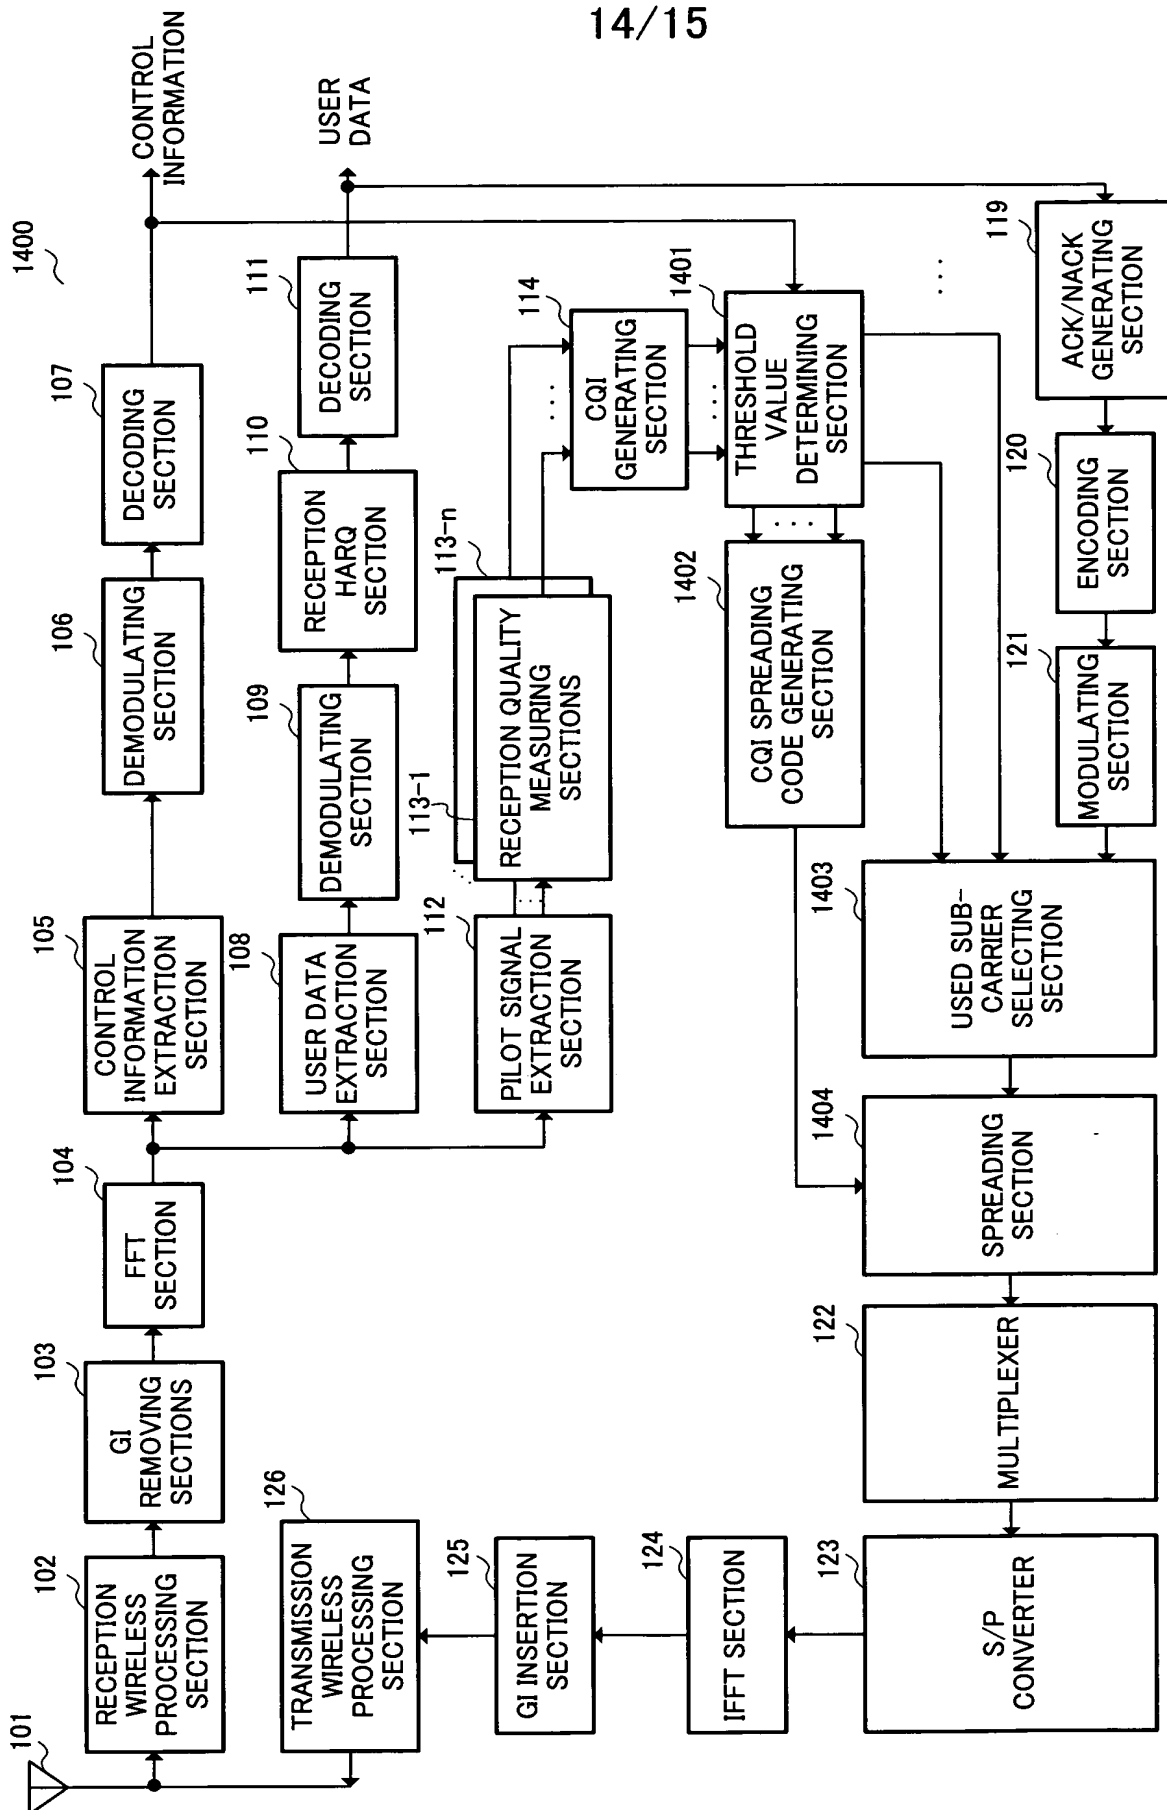 14/15
1400
101
102
RECEPTION
WIRELESS
PROCESSING
SECTION
103
GI
REMOVING
SECTIONS
104
FFT
SECTION
105
CONTROL
INFORMATION
EXTRACTION
SECTION
106
DEMODULATING
SECTION
107
DECODING
SECTION
CONTROL
INFORMATION
108
USER DATA
EXTRACTION
SECTION
109
DEMODULATING
SECTION
110
RECEPTION
HARQ
SECTION
111
DECODING
SECTION
USER
DATA
112
PILOT SIGNAL
EXTRACTION
SECTION
113-1
113-n
RECEPTION QUALITY
MEASURING
SECTIONS
114
CQI
GENERATING
SECTION
1401
THRESHOLD
VALUE
DETERMINING
SECTION
1402
CQI SPREADING
CODE GENERATING
SECTION
119
ACK/NACK
GENERATING
SECTION
120
ENCODING
SECTION
121
MODULATING
SECTION
1403
USED SUB-
CARRIER
SELECTING
SECTION
1404
SPREADING
SECTION
122
MULTIPLEXER
123
S/P
CONVERTER
124
IFFT SECTION
125
GI INSERTION
SECTION
126
TRANSMISSION
WIRELESS
PROCESSING
SECTION